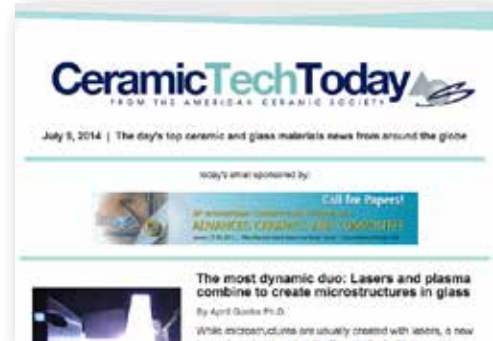 CeramicTechToday
FROM THE AMERICAN CERAMIC SOCIETY
July 9, 2014 | The day's top ceramic and glass materials news from around the globe
today's email sponsored by:
Call for Papers!
ADVANCED CERAMICS AND COMPOSITES
The most dynamic duo: Lasers and plasma
combine to create microstructures in glass
By April Gocha Ph.D.
While microstructures are usually created with lasers, a new